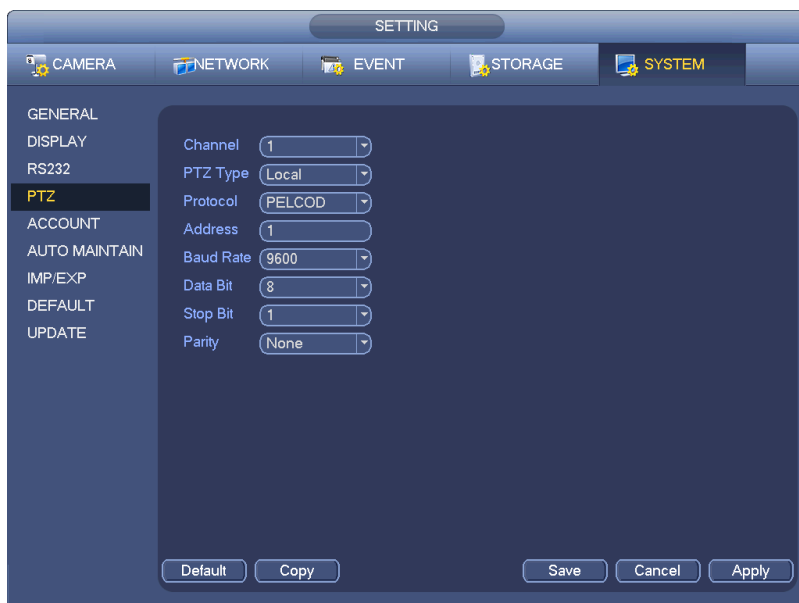 SETTING
CAMERA NETWORK EVENT STORAGE SYSTEM
GENERAL
DISPLAY
RS232
PTZ
ACCOUNT
AUTO MAINTAIN
IMP/EXP
DEFAULT
UPDATE
Channel 1
PTZ Type Local
Protocol PELCOD
Address 1
Baud Rate 9600
Data Bit 8
Stop Bit 1
Parity None
Default Copy Save Cancel Apply